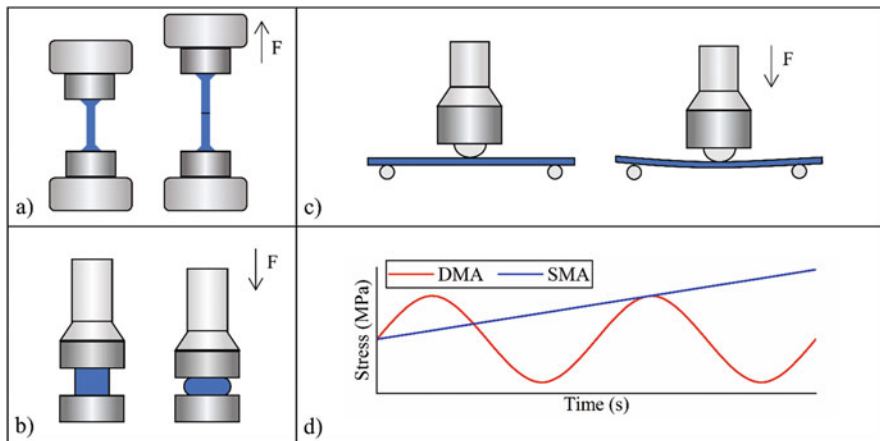 F
a)
F
c)
F
b)
DMA SMA
Stress (MPa)
Time (s)
d)